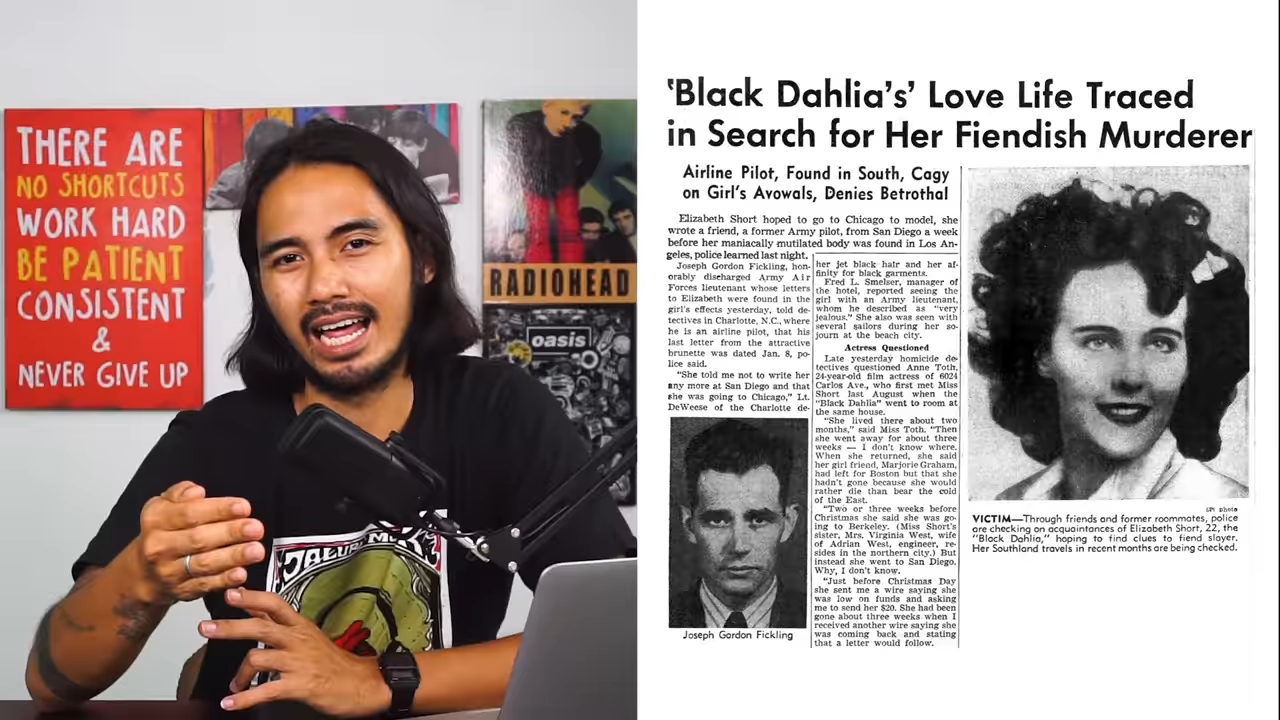 THERE ARE
NO SHORTCUTS
WORK HARD
BE PATIENT
CONSISTENT
&
NEVER GIVE UP
RADIOHEAD
oasis
'Black Dahlia's' Love Life Traced
in Search for Her Fiendish Murderer
Airline Pilot, Found in South, Cagy
on Girl's Avowals, Denies Betrothal
Elizabeth Short hoped to go to Chicago to model, she
wrote a friend, a former Army pilot, from San Diego a week
before her maniacally mutilated body was found in Los An-
geles, police learned last night.
Joseph Gordon Fickling, hon-
orably discharged Army Air
Forces lieutenant whose letters
to Elizabeth were found in the
girl's effects yesterday, told de-
tectives in Charlotte, N.C., where
he is an airline pilot, that his
last letter from the attractive
brunette was dated Jan. 8, po-
lice said.
"She told me not to write her
any more at San Diego and that
she was going to Chicago," Lt.
DeWeese of the Charlotte de-
Joseph Gordon Fickling
her jet black hair and her af-
finity for black garments.
Fred L. Smelser, manager of
the hotel, reported seeing the
girl with an Army lieutenant,
whom he described as "very
jealous." She also was seen with
several sailors during her so-
journ at the beach city.
Actress Questioned
Late yesterday homicide de-
tectives questioned Anne Toth,
24-year-old film actress of 6024
Carlos Ave., who first met Miss
Short last August when the
"Black Dahlia" went to room at
the same house.
"She lived there about two
months," said Miss Toth. "Then
she went away for about three
weeks — I don't know where.
When she returned, she said
her girl friend, Marjorie Graham,
had left for Boston but that she
hadn't gone because she would
rather die than bear the cold
of the East.
"Two or three weeks before
Christmas she said she was go-
ing to Berkeley. (Miss Short's
sister, Mrs. Virginia West, wife
of Adrian West, engineer, re-
sides in the northern city.) But
instead she went to San Diego.
Why, I don't know.
"Just before Christmas Day
she sent me a wire saying she
was low on funds and asking
me to send her $20. She had been
gone about three weeks when I
received another wire saying she
was coming back and stating
that a letter would follow.
photo
VICTIM—Through friends and former roommates, police
are checking on acquaintances of Elizabeth Short, 22, the
"Black Dahlia," hoping to find clues to fiend slayer.
Her Southland travels in recent months are being checked.